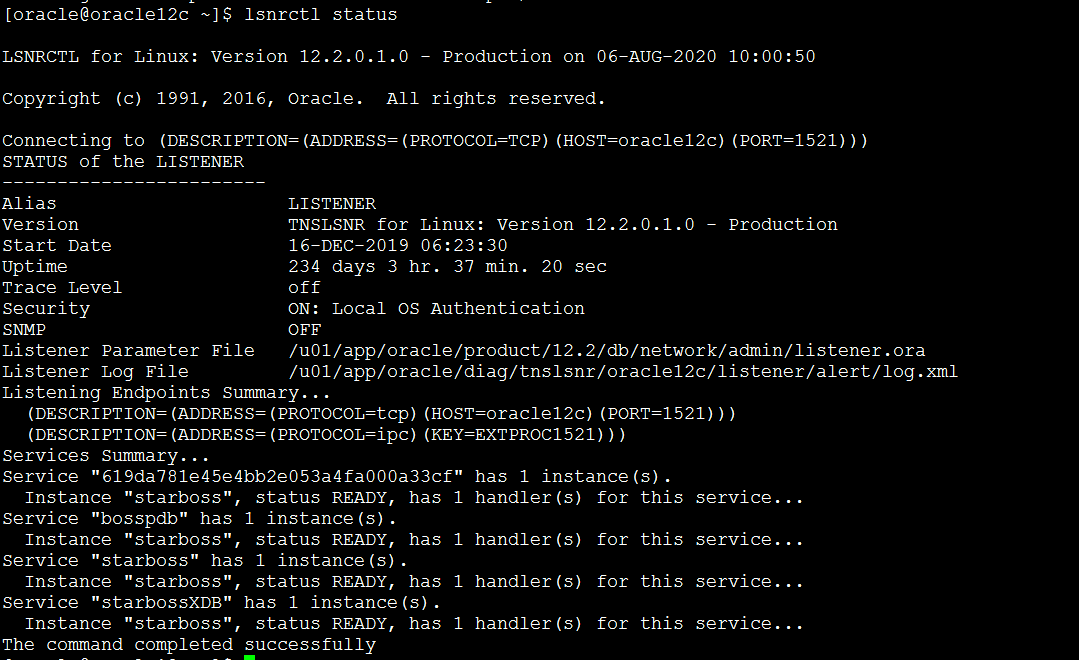 [oracle@oracle12c ~]$ lsnrctl status
LSNRCTL for Linux: Version 12.2.0.1.0 - Production on 06-AUG-2020 10:00:50
Copyright (c) 1991, 2016, Oracle.  All rights reserved.
Connecting to (DESCRIPTION=(ADDRESS=(PROTOCOL=TCP)(HOST=oracle12c)(PORT=1521)))
STATUS of the LISTENER
------------------------
Alias                     LISTENER
Version                   TNSLSNR for Linux: Version 12.2.0.1.0 - Production
Start Date                16-DEC-2019 06:23:30
Uptime                    234 days 3 hr. 37 min. 20 sec
Trace Level               off
Security                  ON: Local OS Authentication
SNMP                      OFF
Listener Parameter File   /u01/app/oracle/product/12.2/db/network/admin/listener.ora
Listener Log File         /u01/app/oracle/diag/tnslsnr/oracle12c/listener/alert/log.xml
Listening Endpoints Summary...
  (DESCRIPTION=(ADDRESS=(PROTOCOL=tcp)(HOST=oracle12c)(PORT=1521)))
  (DESCRIPTION=(ADDRESS=(PROTOCOL=ipc)(KEY=EXTPROC1521)))
Services Summary...
Service "619da781e45e4bb2e053a4fa000a33cf" has 1 instance(s).
  Instance "starboss", status READY, has 1 handler(s) for this service...
Service "bosspdb" has 1 instance(s).
  Instance "starboss", status READY, has 1 handler(s) for this service...
Service "starboss" has 1 instance(s).
  Instance "starboss", status READY, has 1 handler(s) for this service...
Service "starbossXDB" has 1 instance(s).
  Instance "starboss", status READY, has 1 handler(s) for this service...
The command completed successfully